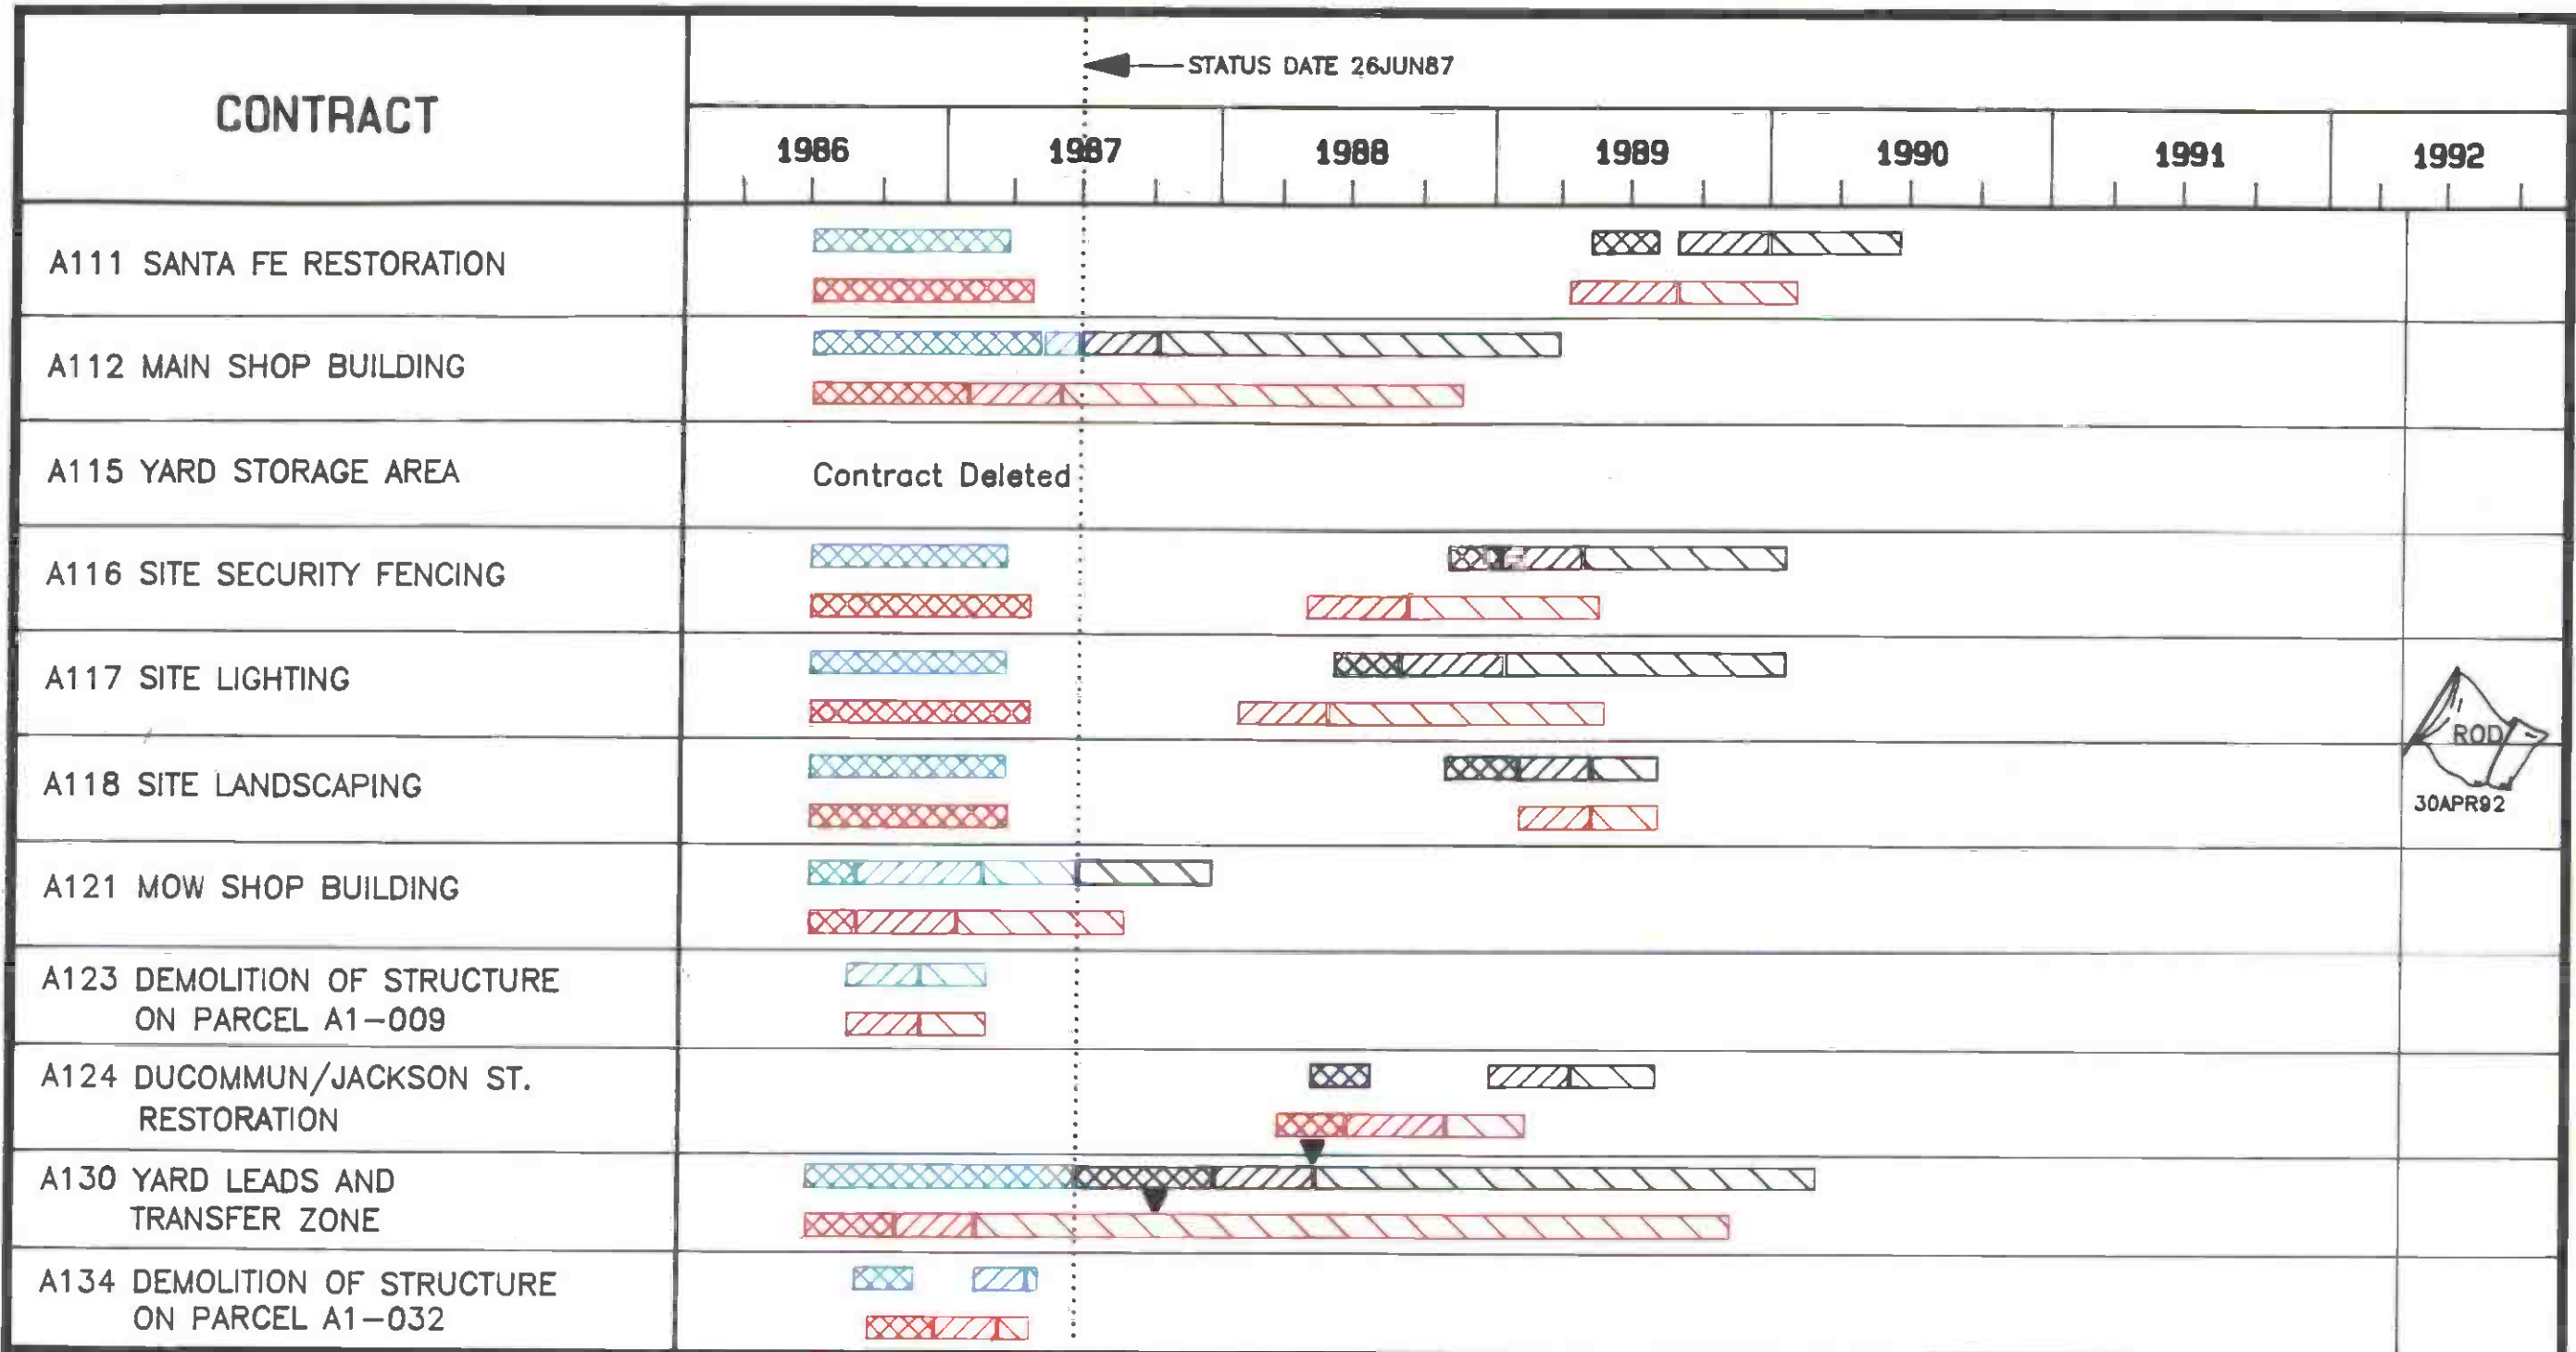 CONTRACT
STATUS DATE 26JUN87
1986 1987 1988 1989 1990 1991 1992
A111 SANTA FE RESTORATION
A112 MAIN SHOP BUILDING
A115 YARD STORAGE AREA
Contract Deleted
A116 SITE SECURITY FENCING
A117 SITE LIGHTING
ROD
A118 SITE LANDSCAPING
30APR92
A121 MOW SHOP BUILDING
A123 DEMOLITION OF STRUCTURE
ON PARCEL A1-009
A124 DUCOMMUN/JACKSON ST.
RESTORATION
A130 YARD LEADS AND
TRANSFER ZONE
A134 DEMOLITION OF STRUCTURE
ON PARCEL A1-032